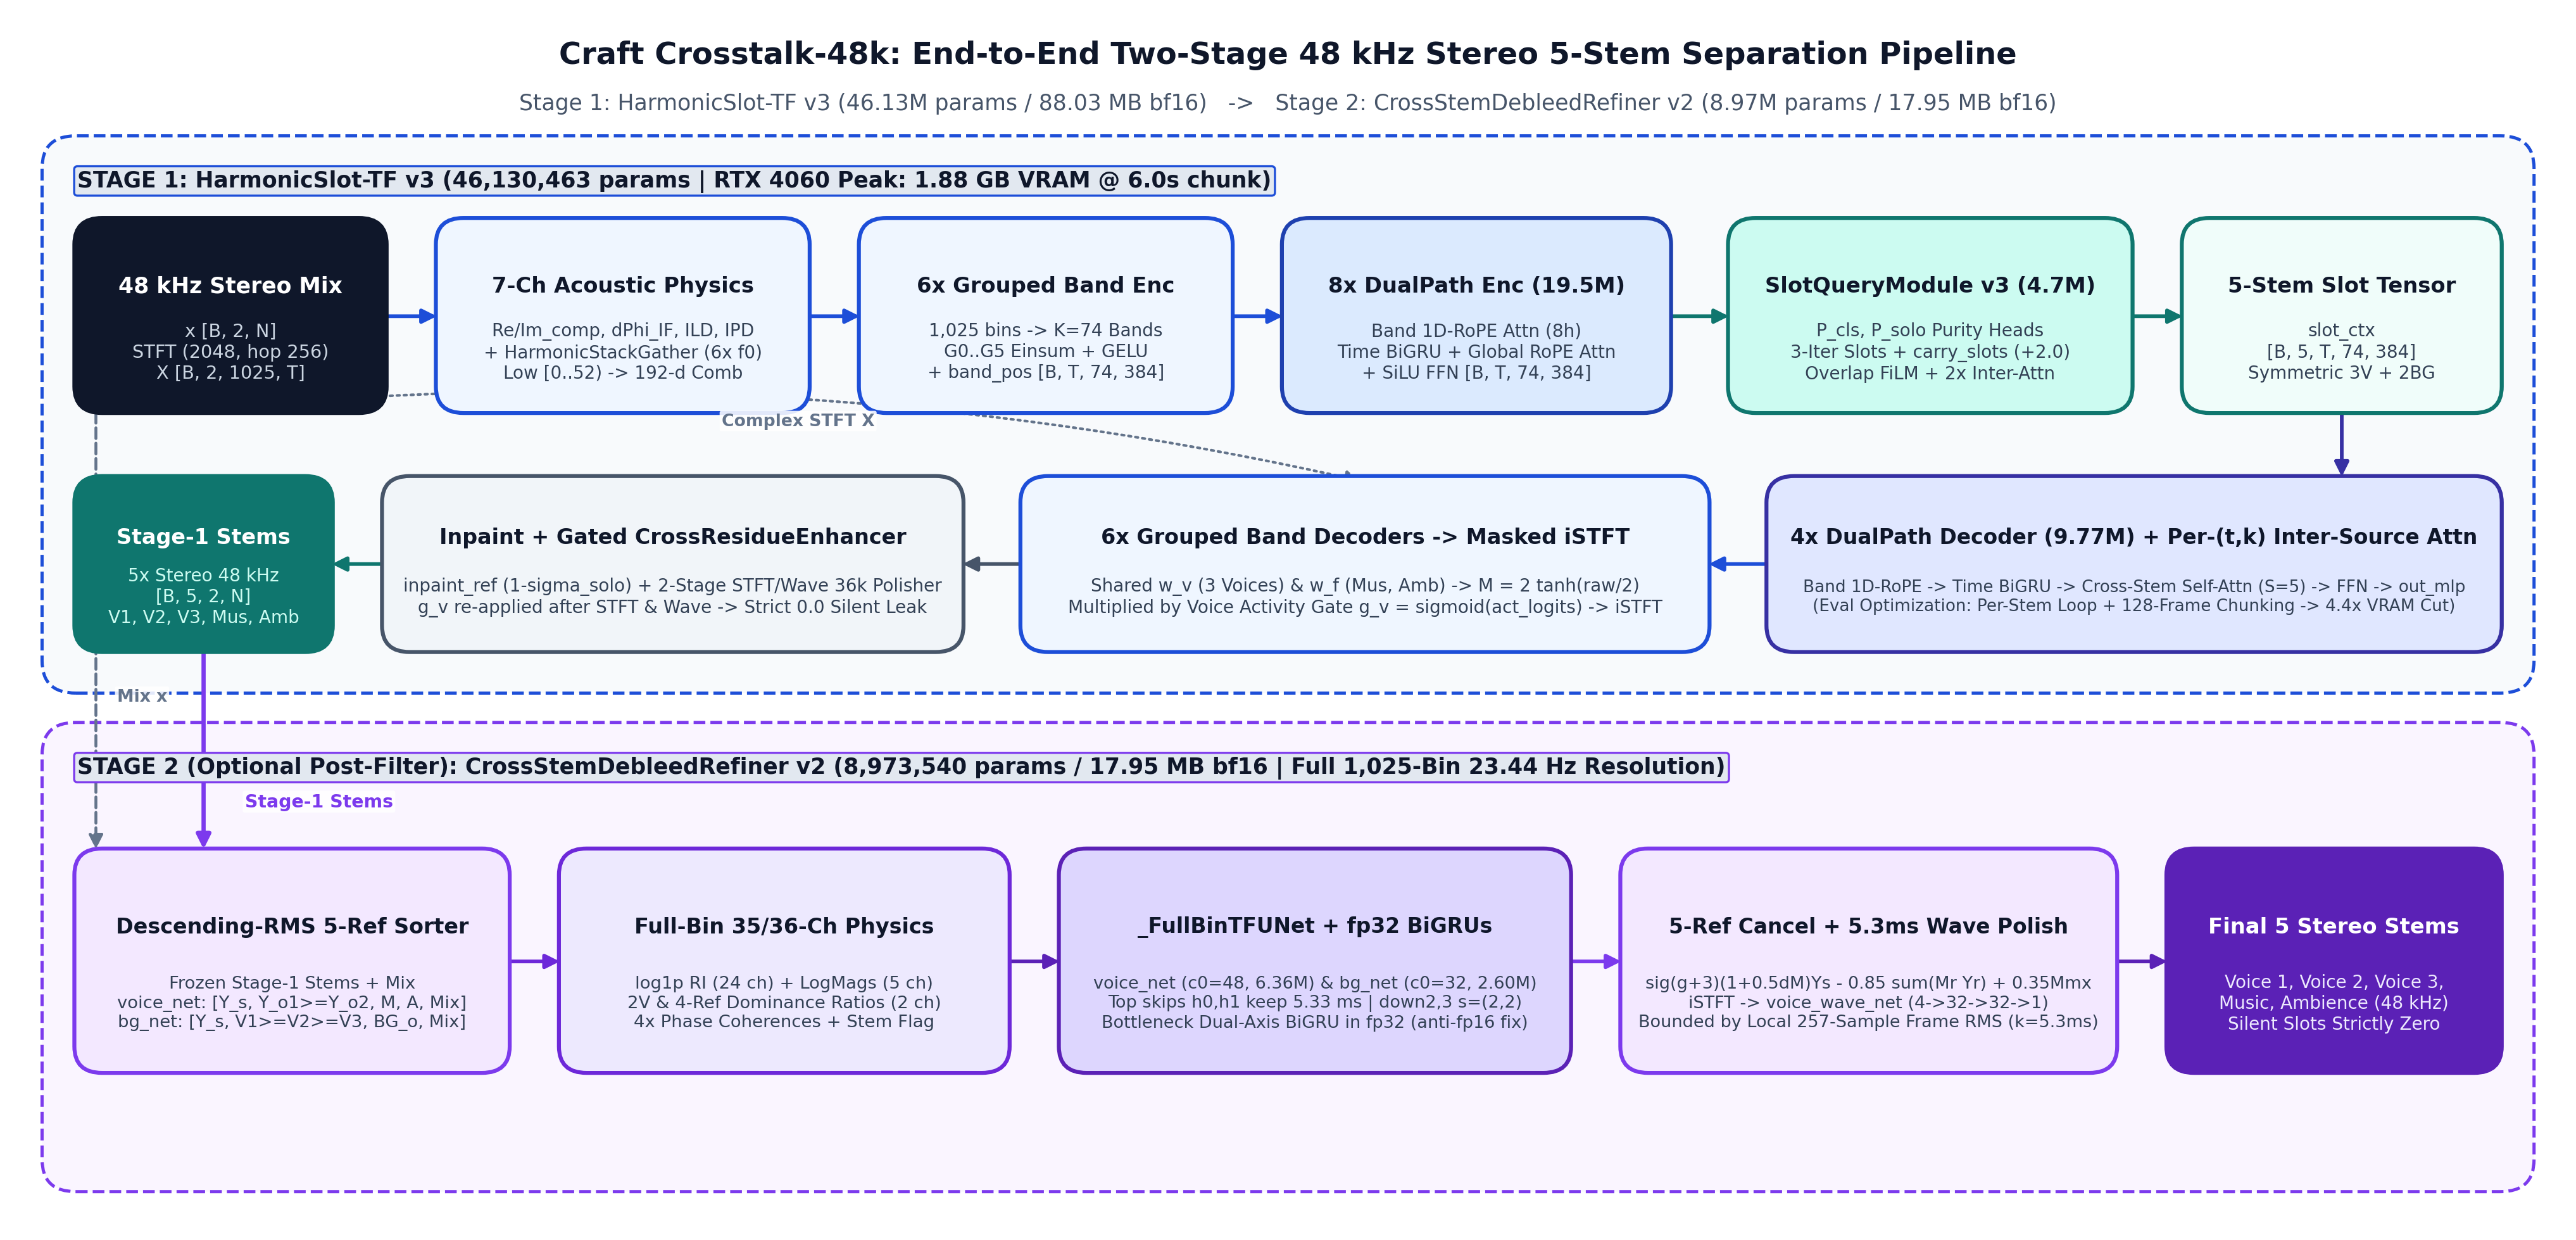 Craft Crosstalk-48k: End-to-End Two-Stage 48 kHz Stereo 5-Stem Separation Pipeline
Stage 1: HarmonicSlot-TF v3 (46.13M params / 88.03 MB bf16)   ->   Stage 2: CrossStemDebleedRefiner v2 (8.97M params / 17.95 MB bf16)
STAGE 1: HarmonicSlot-TF v3 (46,130,463 params | RTX 4060 Peak: 1.88 GB VRAM @ 6.0s chunk)
48 kHz Stereo Mix
x [B, 2, N]
STFT (2048, hop 256)
X [B, 2, 1025, T]
7-Ch Acoustic Physics
Re/Im_comp, dPhi_IF, ILD, IPD
+ HarmonicStackGather (6x f0)
Low [0..52) -> 192-d Comb
6x Grouped Band Enc
1,025 bins -> K=74 Bands
G0..G5 Einsum + GELU
+ band_pos [B, T, 74, 384]
8x DualPath Enc (19.5M)
Band 1D-RoPE Attn (8h)
Time BiGRU + Global RoPE Attn
+ SiLU FFN [B, T, 74, 384]
SlotQueryModule v3 (4.7M)
P_cls, P_solo Purity Heads
3-Iter Slots + carry_slots (+2.0)
Overlap FiLM + 2x Inter-Attn
5-Stem Slot Tensor
slot_ctx
[B, 5, T, 74, 384]
Symmetric 3V + 2BG
Complex STFT X
Stage-1 Stems
5x Stereo 48 kHz
[B, 5, 2, N]
V1, V2, V3, Mus, Amb
Inpaint + Gated CrossResidueEnhancer
inpaint_ref (1-sigma_solo) + 2-Stage STFT/Wave 36k Polisher
g_v re-applied after STFT & Wave -> Strict 0.0 Silent Leak
6x Grouped Band Decoders -> Masked iSTFT
Shared w_v (3 Voices) & w_f (Mus, Amb) -> M = 2 tanh(raw/2)
Multiplied by Voice Activity Gate g_v = sigmoid(act_logits) -> iSTFT
4x DualPath Decoder (9.77M) + Per-(t,k) Inter-Source Attn
Band 1D-RoPE -> Time BiGRU -> Cross-Stem Self-Attn (S=5) -> FFN -> out_mlp
(Eval Optimization: Per-Stem Loop + 128-Frame Chunking -> 4.4x VRAM Cut)
Mix x
STAGE 2 (Optional Post-Filter): CrossStemDebleedRefiner v2 (8,973,540 params / 17.95 MB bf16 | Full 1,025-Bin 23.44 Hz Resolution)
Stage-1 Stems
Descending-RMS 5-Ref Sorter
Frozen Stage-1 Stems + Mix
voice_net: [Y_s, Y_o1>=Y_o2, M, A, Mix]
bg_net: [Y_s, V1>=V2>=V3, BG_o, Mix]
Full-Bin 35/36-Ch Physics
log1p RI (24 ch) + LogMags (5 ch)
2V & 4-Ref Dominance Ratios (2 ch)
4x Phase Coherences + Stem Flag
_FullBinTFUNet + fp32 BiGRUs
voice_net (c0=48, 6.36M) & bg_net (c0=32, 2.60M)
Top skips h0,h1 keep 5.33 ms | down2,3 s=(2,2)
Bottleneck Dual-Axis BiGRU in fp32 (anti-fp16 fix)
5-Ref Cancel + 5.3ms Wave Polish
sig(g+3)(1+0.5dM)Ys - 0.85 sum(Mr Yr) + 0.35Mmx
iSTFT -> voice_wave_net (4->32->32->1)
Bounded by Local 257-Sample Frame RMS (k=5.3ms)
Final 5 Stereo Stems
Voice 1, Voice 2, Voice 3,
Music, Ambience (48 kHz)
Silent Slots Strictly Zero